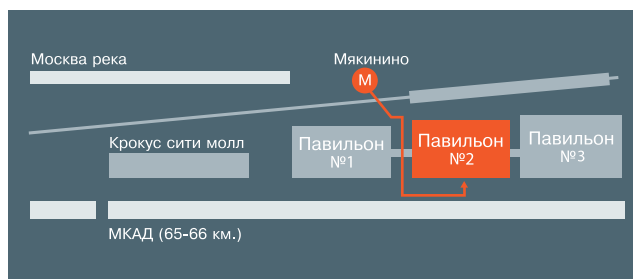 Москва река
Мякинино
М
Крокус сити молл
Павильон
№1
Павильон
№2
Павильон
№3
МКАД (65-66 км.)